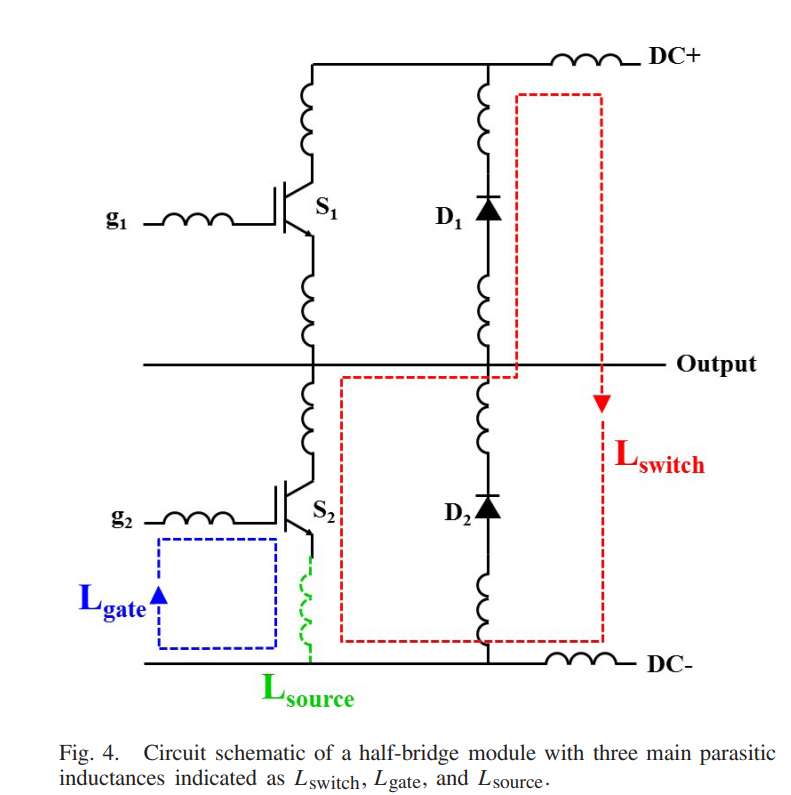 DC+
g1
S1
D1
Output
Lswitch
g2
S2
D2
Lgate
DC-
Lsource
Fig. 4. Circuit schematic of a half-bridge module with three main parasitic
inductances indicated as Lswitch, Lgate, and Lsource.